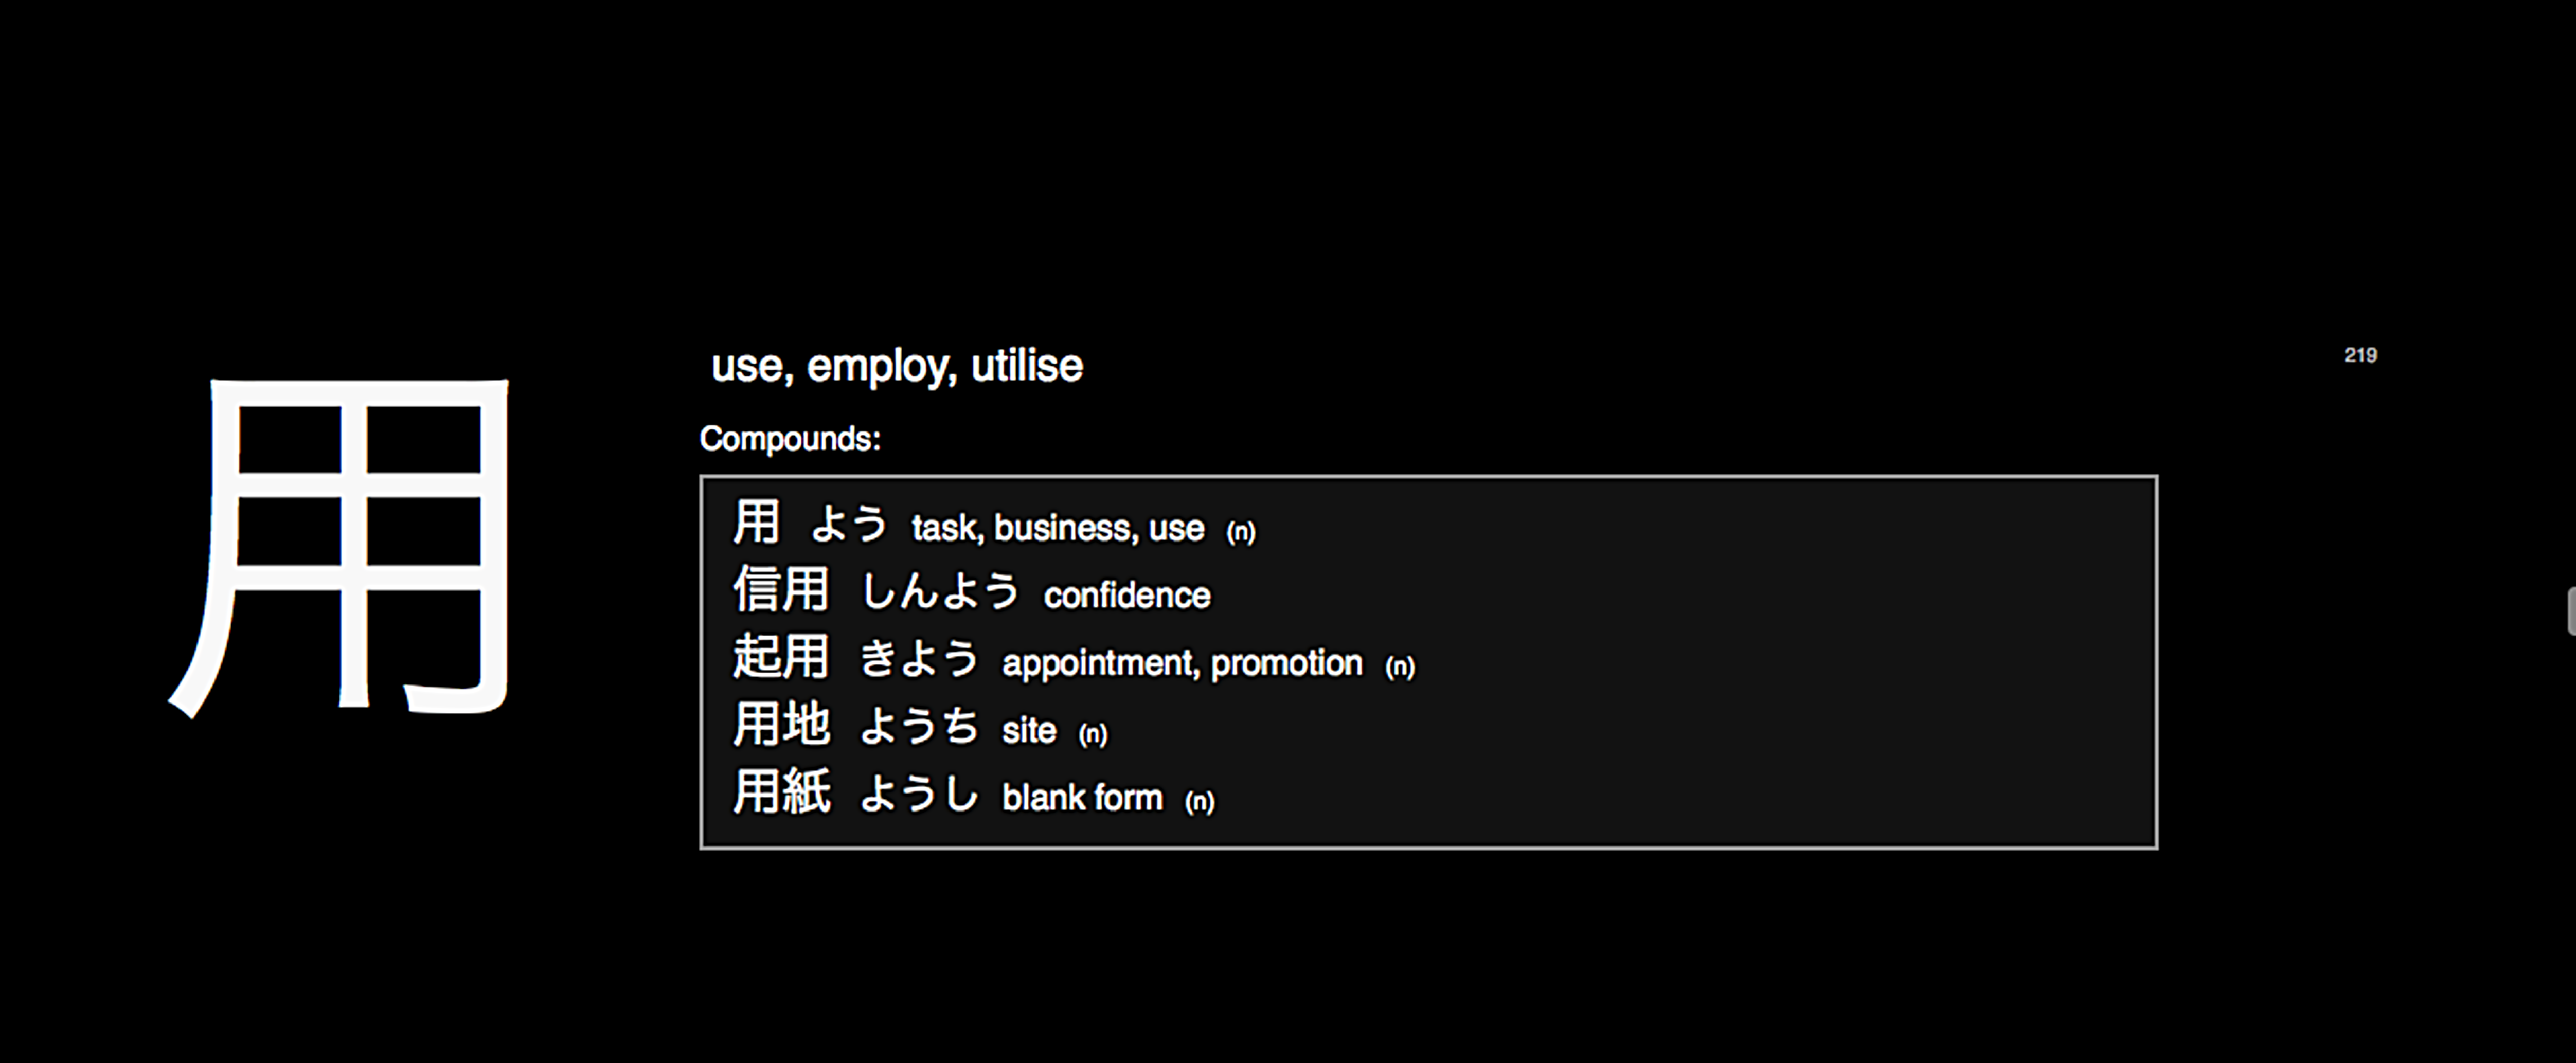 用
use, employ, utilise
219
Compounds:
用 よう task, business, use (n)
信用 しんよう confidence
起用 きよう appointment, promotion (n)
用地 ようち site (n)
用紙 ようし blank form (n)